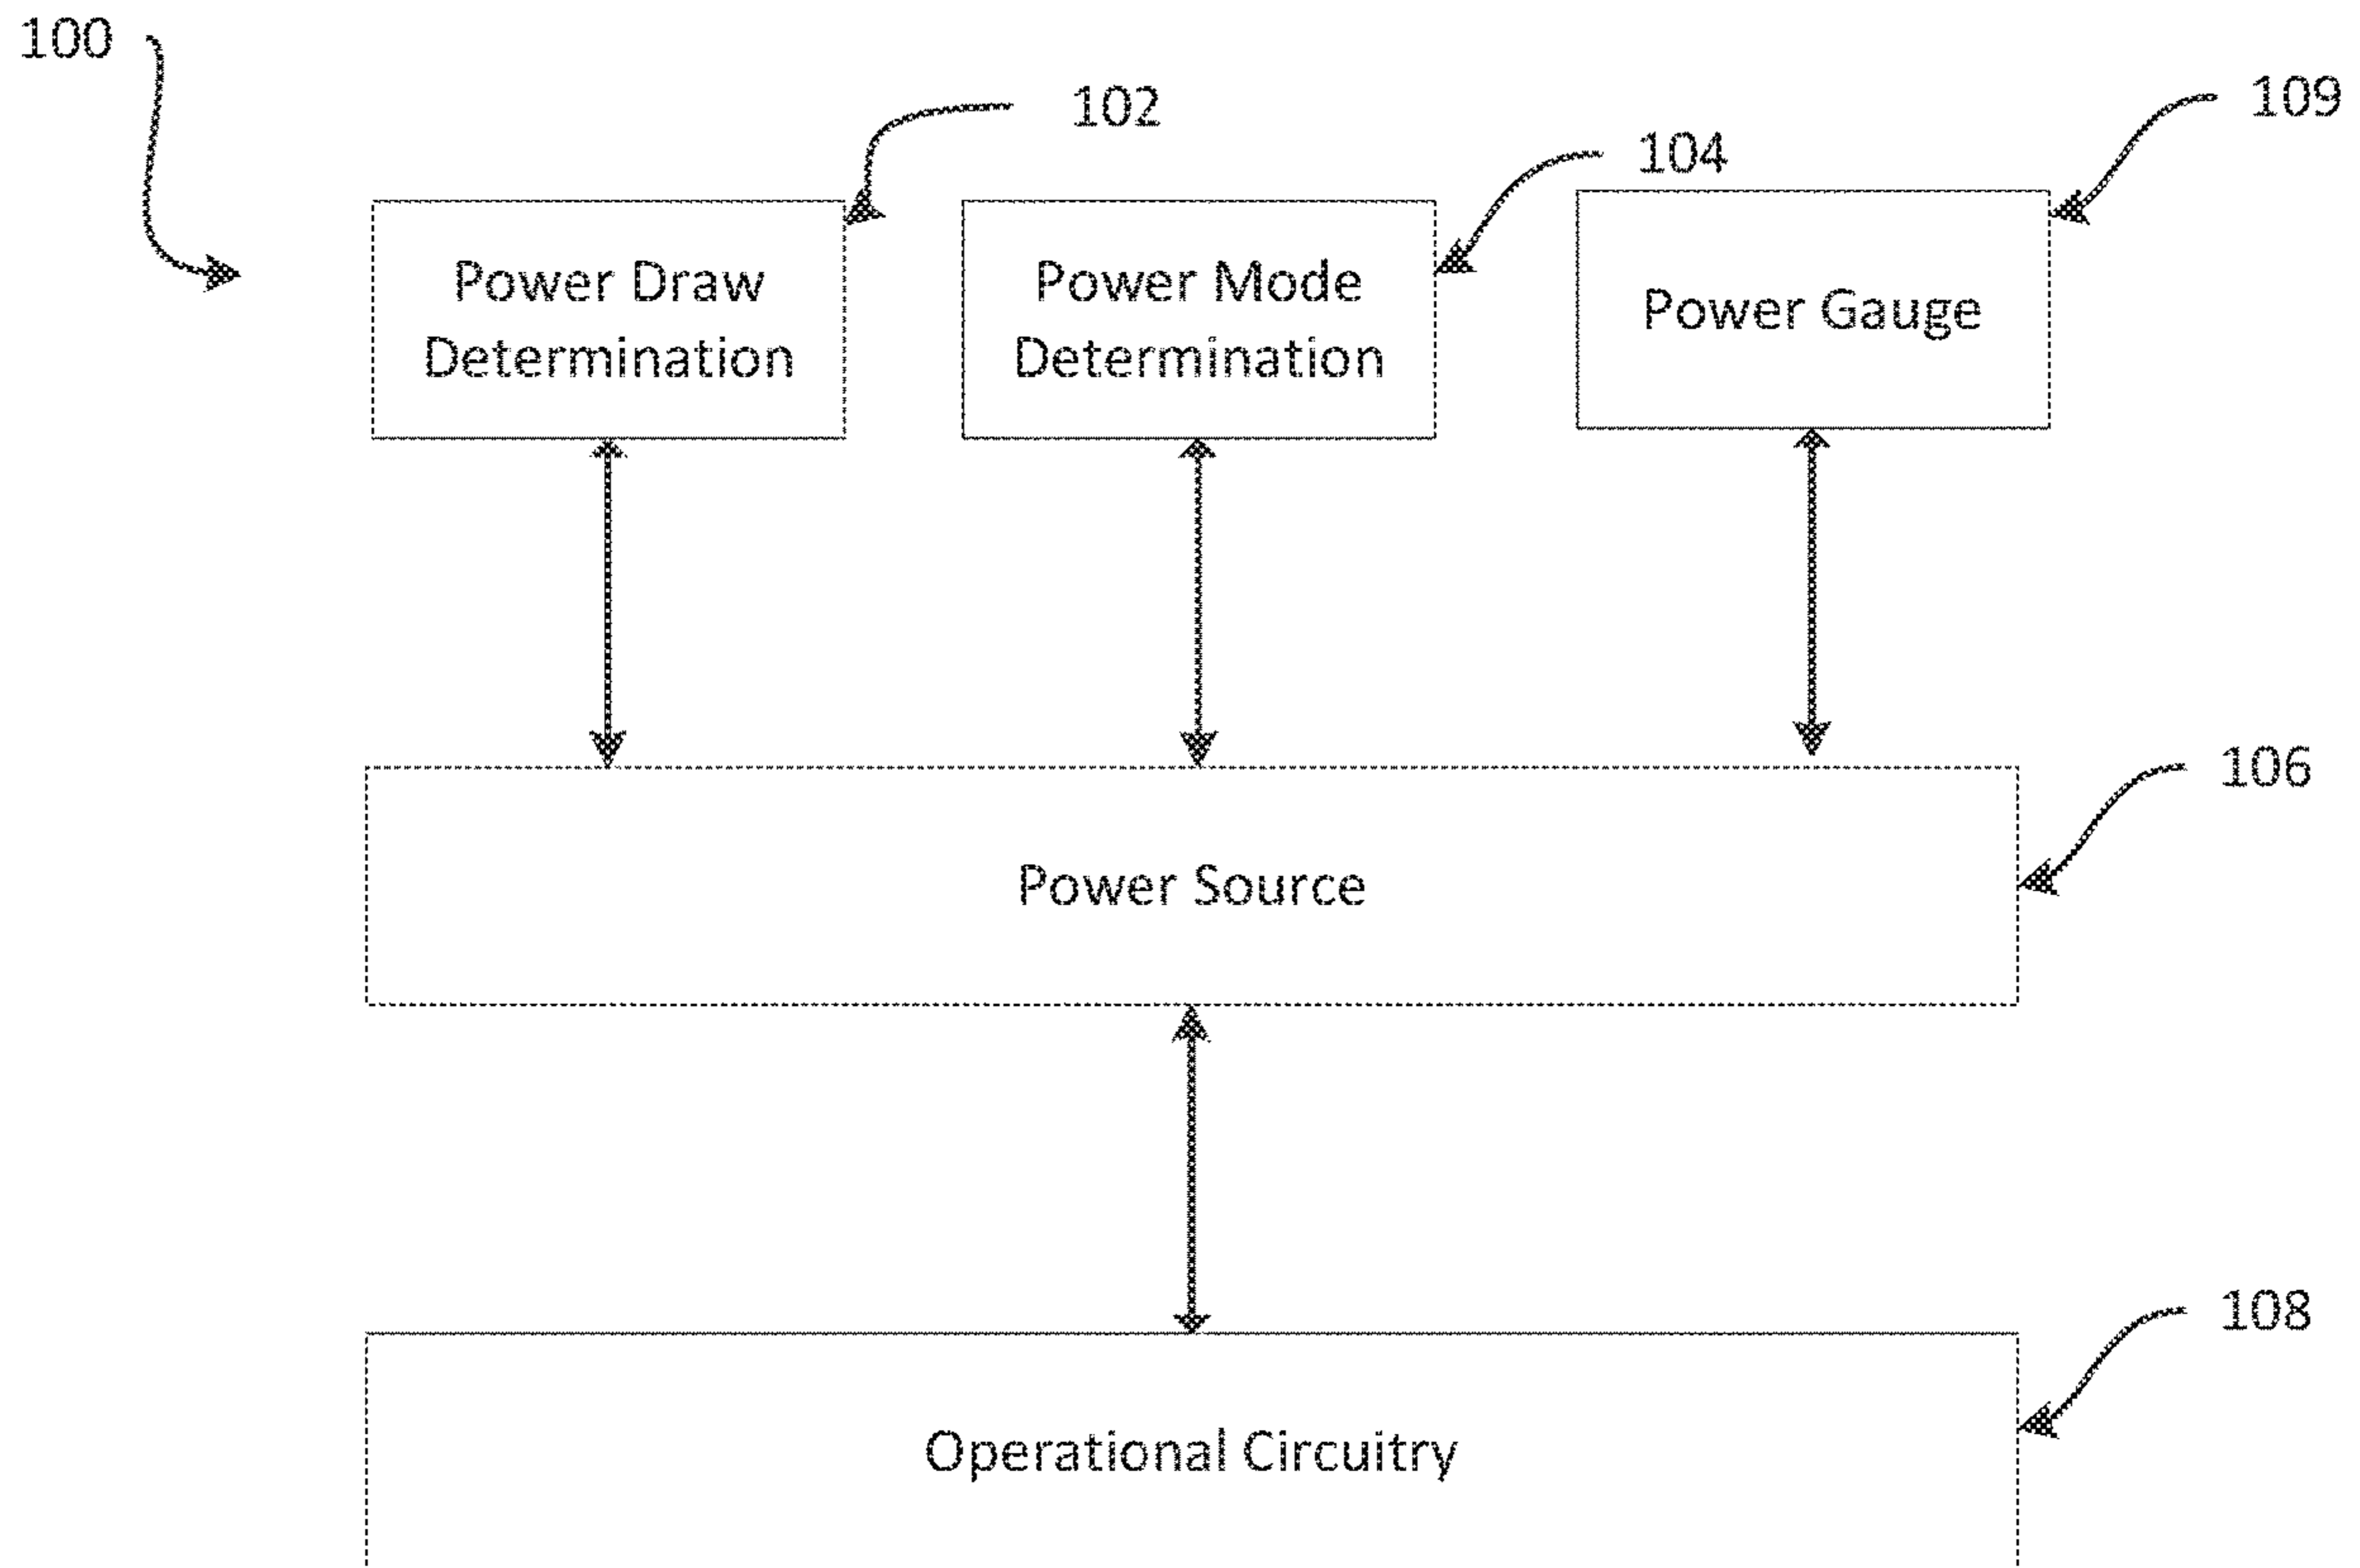 100
102
109
104
Power Draw
Determination
Power Mode
Determination
Power Gauge
106
Power Source
108
Operational Circuitry